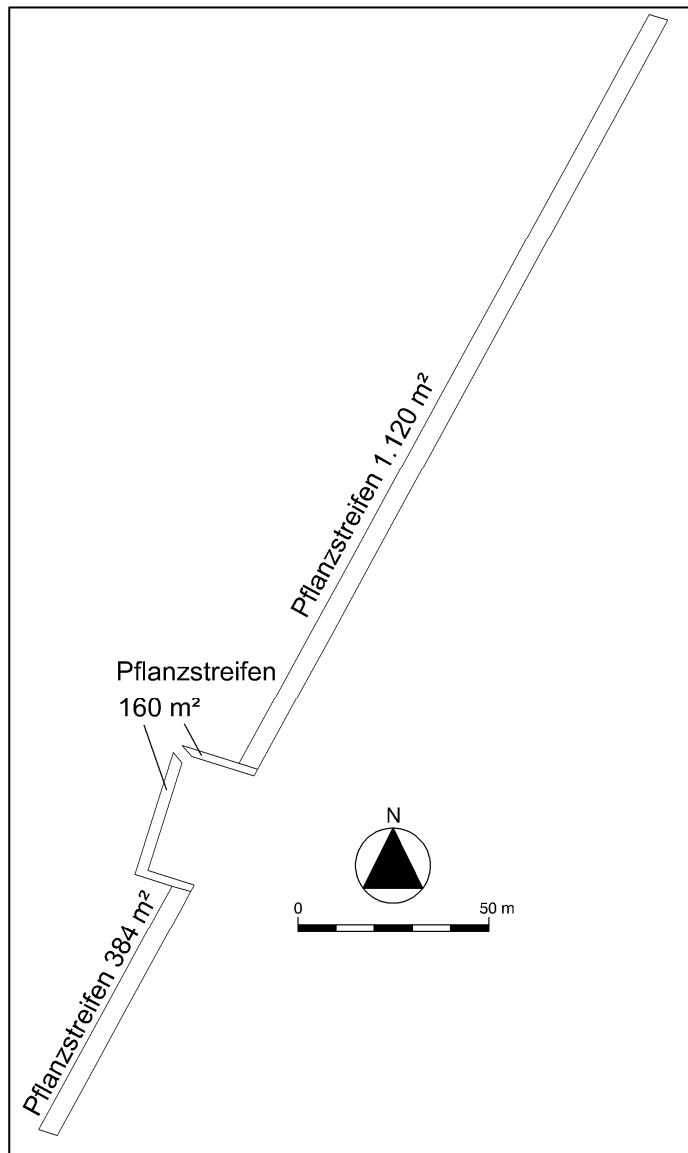 Pflanzstreifen 1.120 m²
Pflanzstreifen
160 m²
N
0 50 m
Pflanzstreifen 384 m²